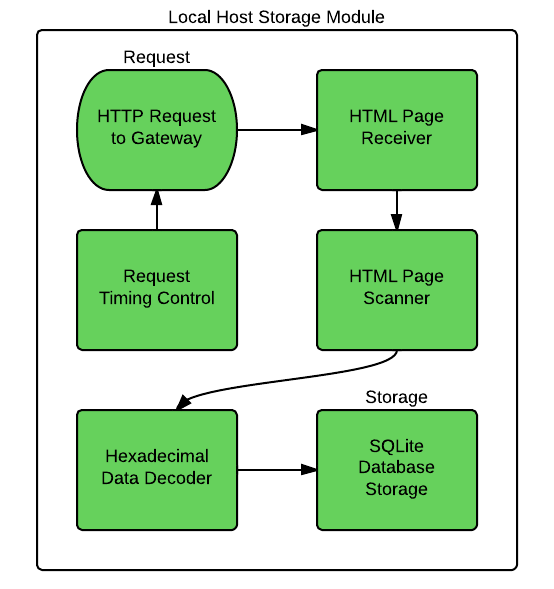 Local Host Storage Module
Request
HTTP Request
to Gateway
HTML Page
Receiver
Request
Timing Control
HTML Page
Scanner
Hexadecimal
Data Decoder
Storage
SQLite
Database
Storage